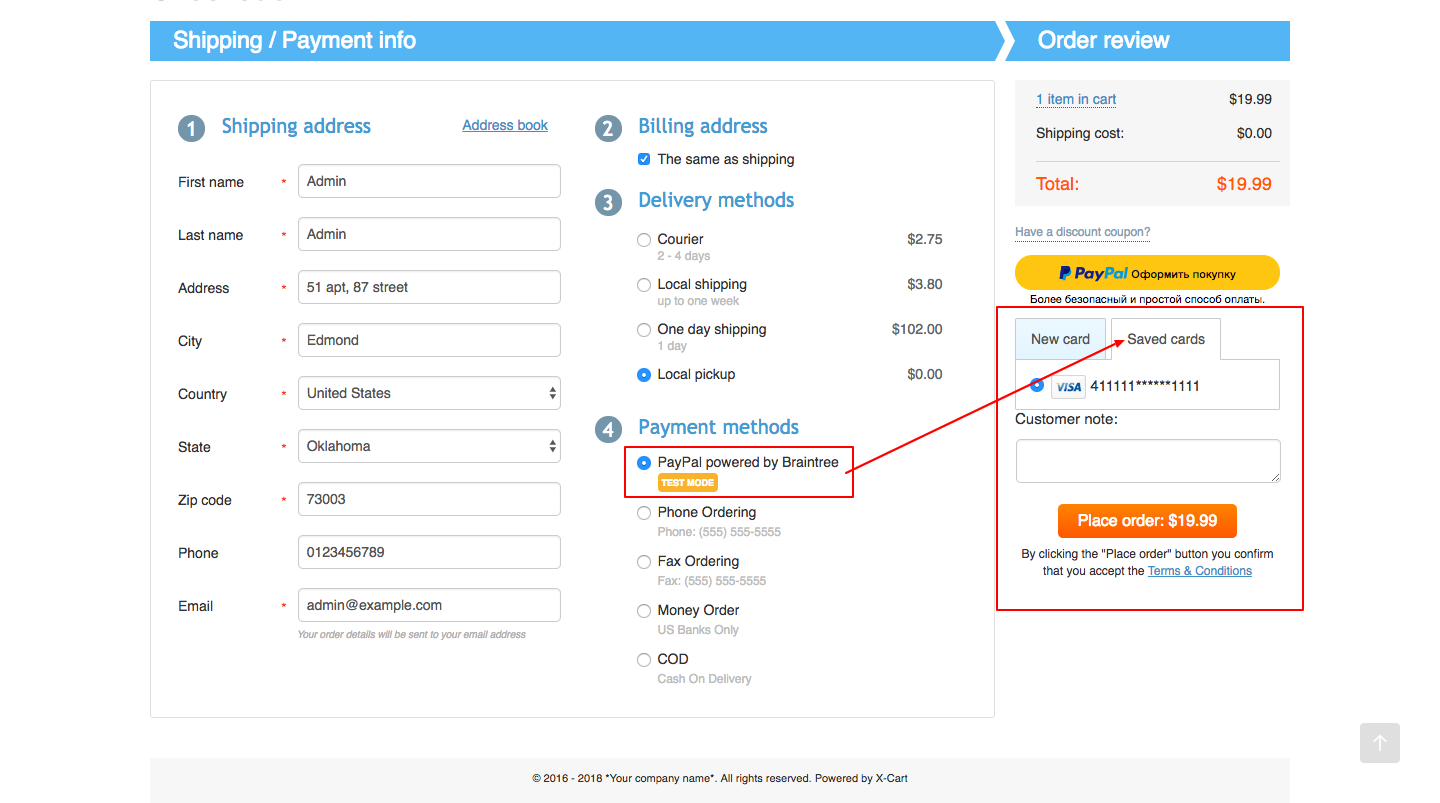 Shipping / Payment info
Order review
1 Shipping address
Address book
First name * Admin
Last name * Admin
Address * 51 apt, 87 street
City * Edmond
Country * United States
State * Oklahoma
Zip code * 73003
Phone 0123456789
Email * admin@example.com
Your order details will be sent to your email address
2 Billing address
The same as shipping
3 Delivery methods
Courier $2.75
2 - 4 days
Local shipping $3.80
up to one week
One day shipping $102.00
1 day
Local pickup $0.00
4 Payment methods
PayPal powered by Braintree
TEST MODE
Phone Ordering
Phone: (555) 555-5555
Fax Ordering
Fax: (555) 555-5555
Money Order
US Banks Only
COD
Cash On Delivery
1 item in cart $19.99
Shipping cost: $0.00
Total: $19.99
Have a discount coupon?
PayPal Оформить покупку
Более безопасный и простой способ оплаты.
New card Saved cards
VISA 411111******1111
Customer note:
Place order: $19.99
By clicking the "Place order" button you confirm
that you accept the Terms & Conditions
© 2016 - 2018 *Your company name*. All rights reserved. Powered by X-Cart